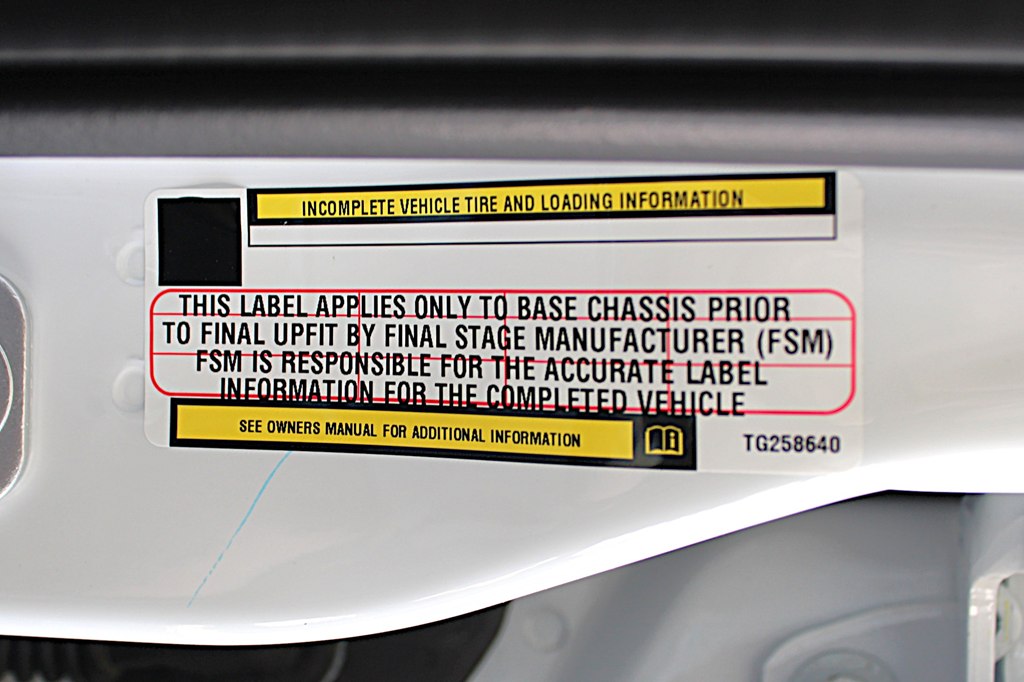 INCOMPLETE VEHICLE TIRE AND LOADING INFORMATION
THIS LABEL APPLIES ONLY TO BASE CHASSIS PRIOR
TO FINAL UPFIT BY FINAL STAGE MANUFACTURER (FSM)
FSM IS RESPONSIBLE FOR THE ACCURATE LABEL
INFORMATION FOR THE COMPLETED VEHICLE
SEE OWNERS MANUAL FOR ADDITIONAL INFORMATION
TG258640